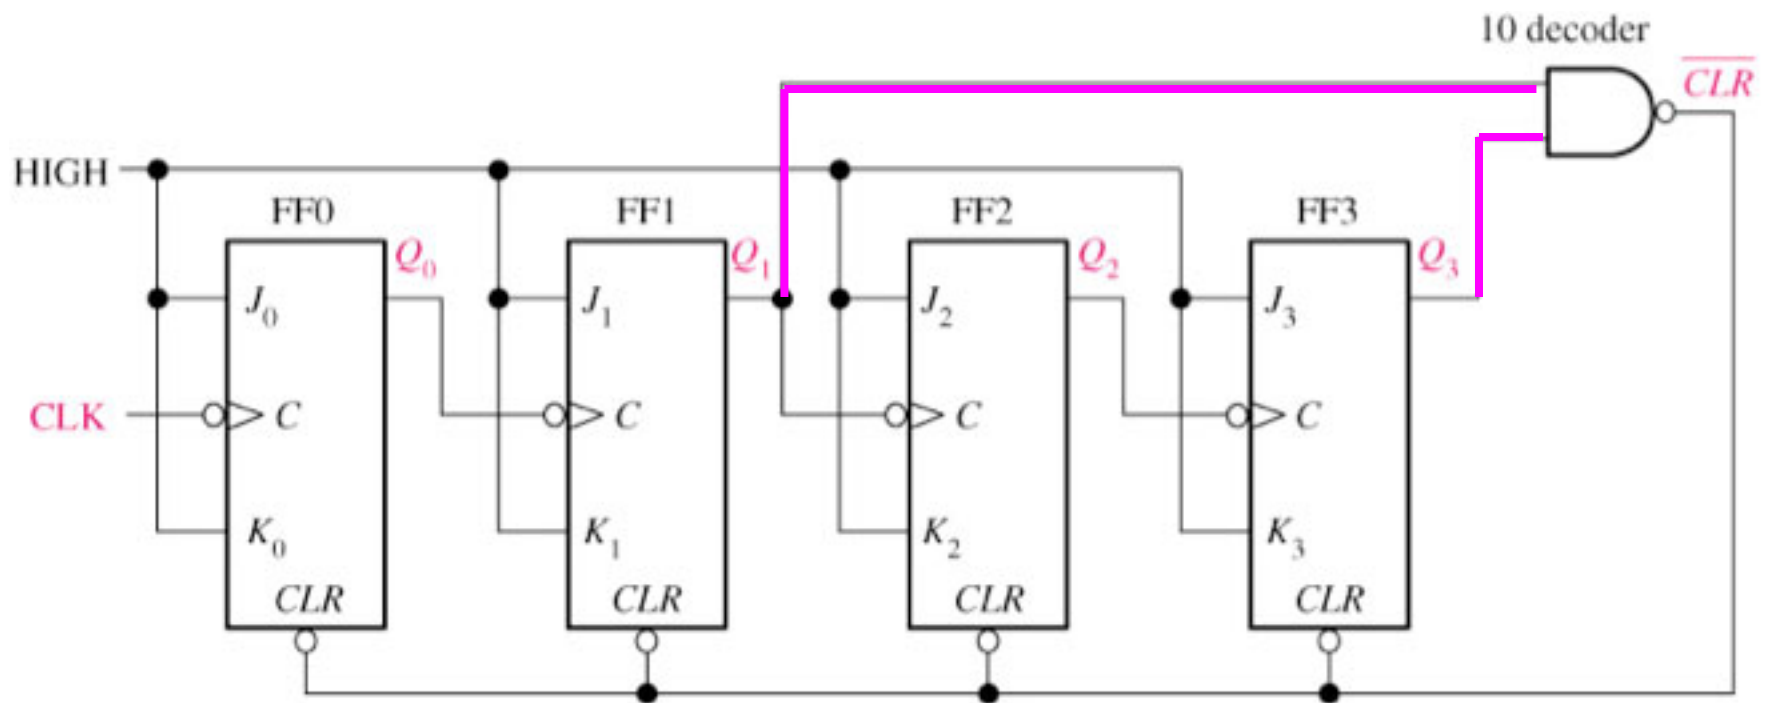 10 decoder
C̅L̅R̅
HIGH
FF0 FF1 FF2 FF3
Q₀ Q₁ Q₂ Q₃
J₀ J₁ J₂ J₃
CLK C C C C
K₀ K₁ K₂ K₃
CLR CLR CLR CLR